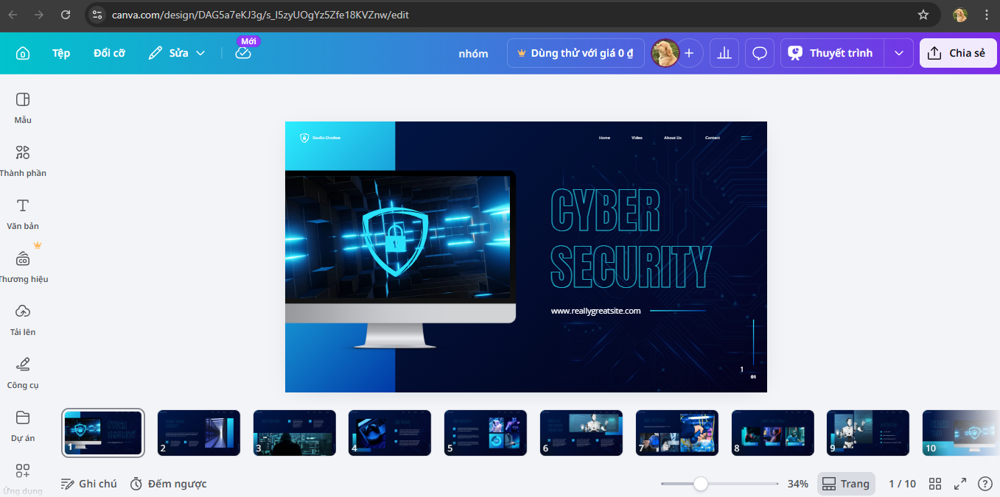 canva.com/design/DAG5a7eKJ3g/s_I5zyUOgYz5Zfe18KVZnw/edit
Mới
Tệp Đổi cỡ Sửa nhóm Dùng thử với giá 0 ₫ Thuyết trình Chia sẻ
Mẫu
Thành phần
Văn bản
Thương hiệu
Tải lên
Công cụ
Dự án
Ứng dụng
Studio Shodwe Home Video About Us Contact
CYBER
SECURITY
www.reallygreatsite.com
1
01
1 2 3 4 5 6 7 8 9 10
Ghi chú Đếm ngược 34% Trang 1 / 10